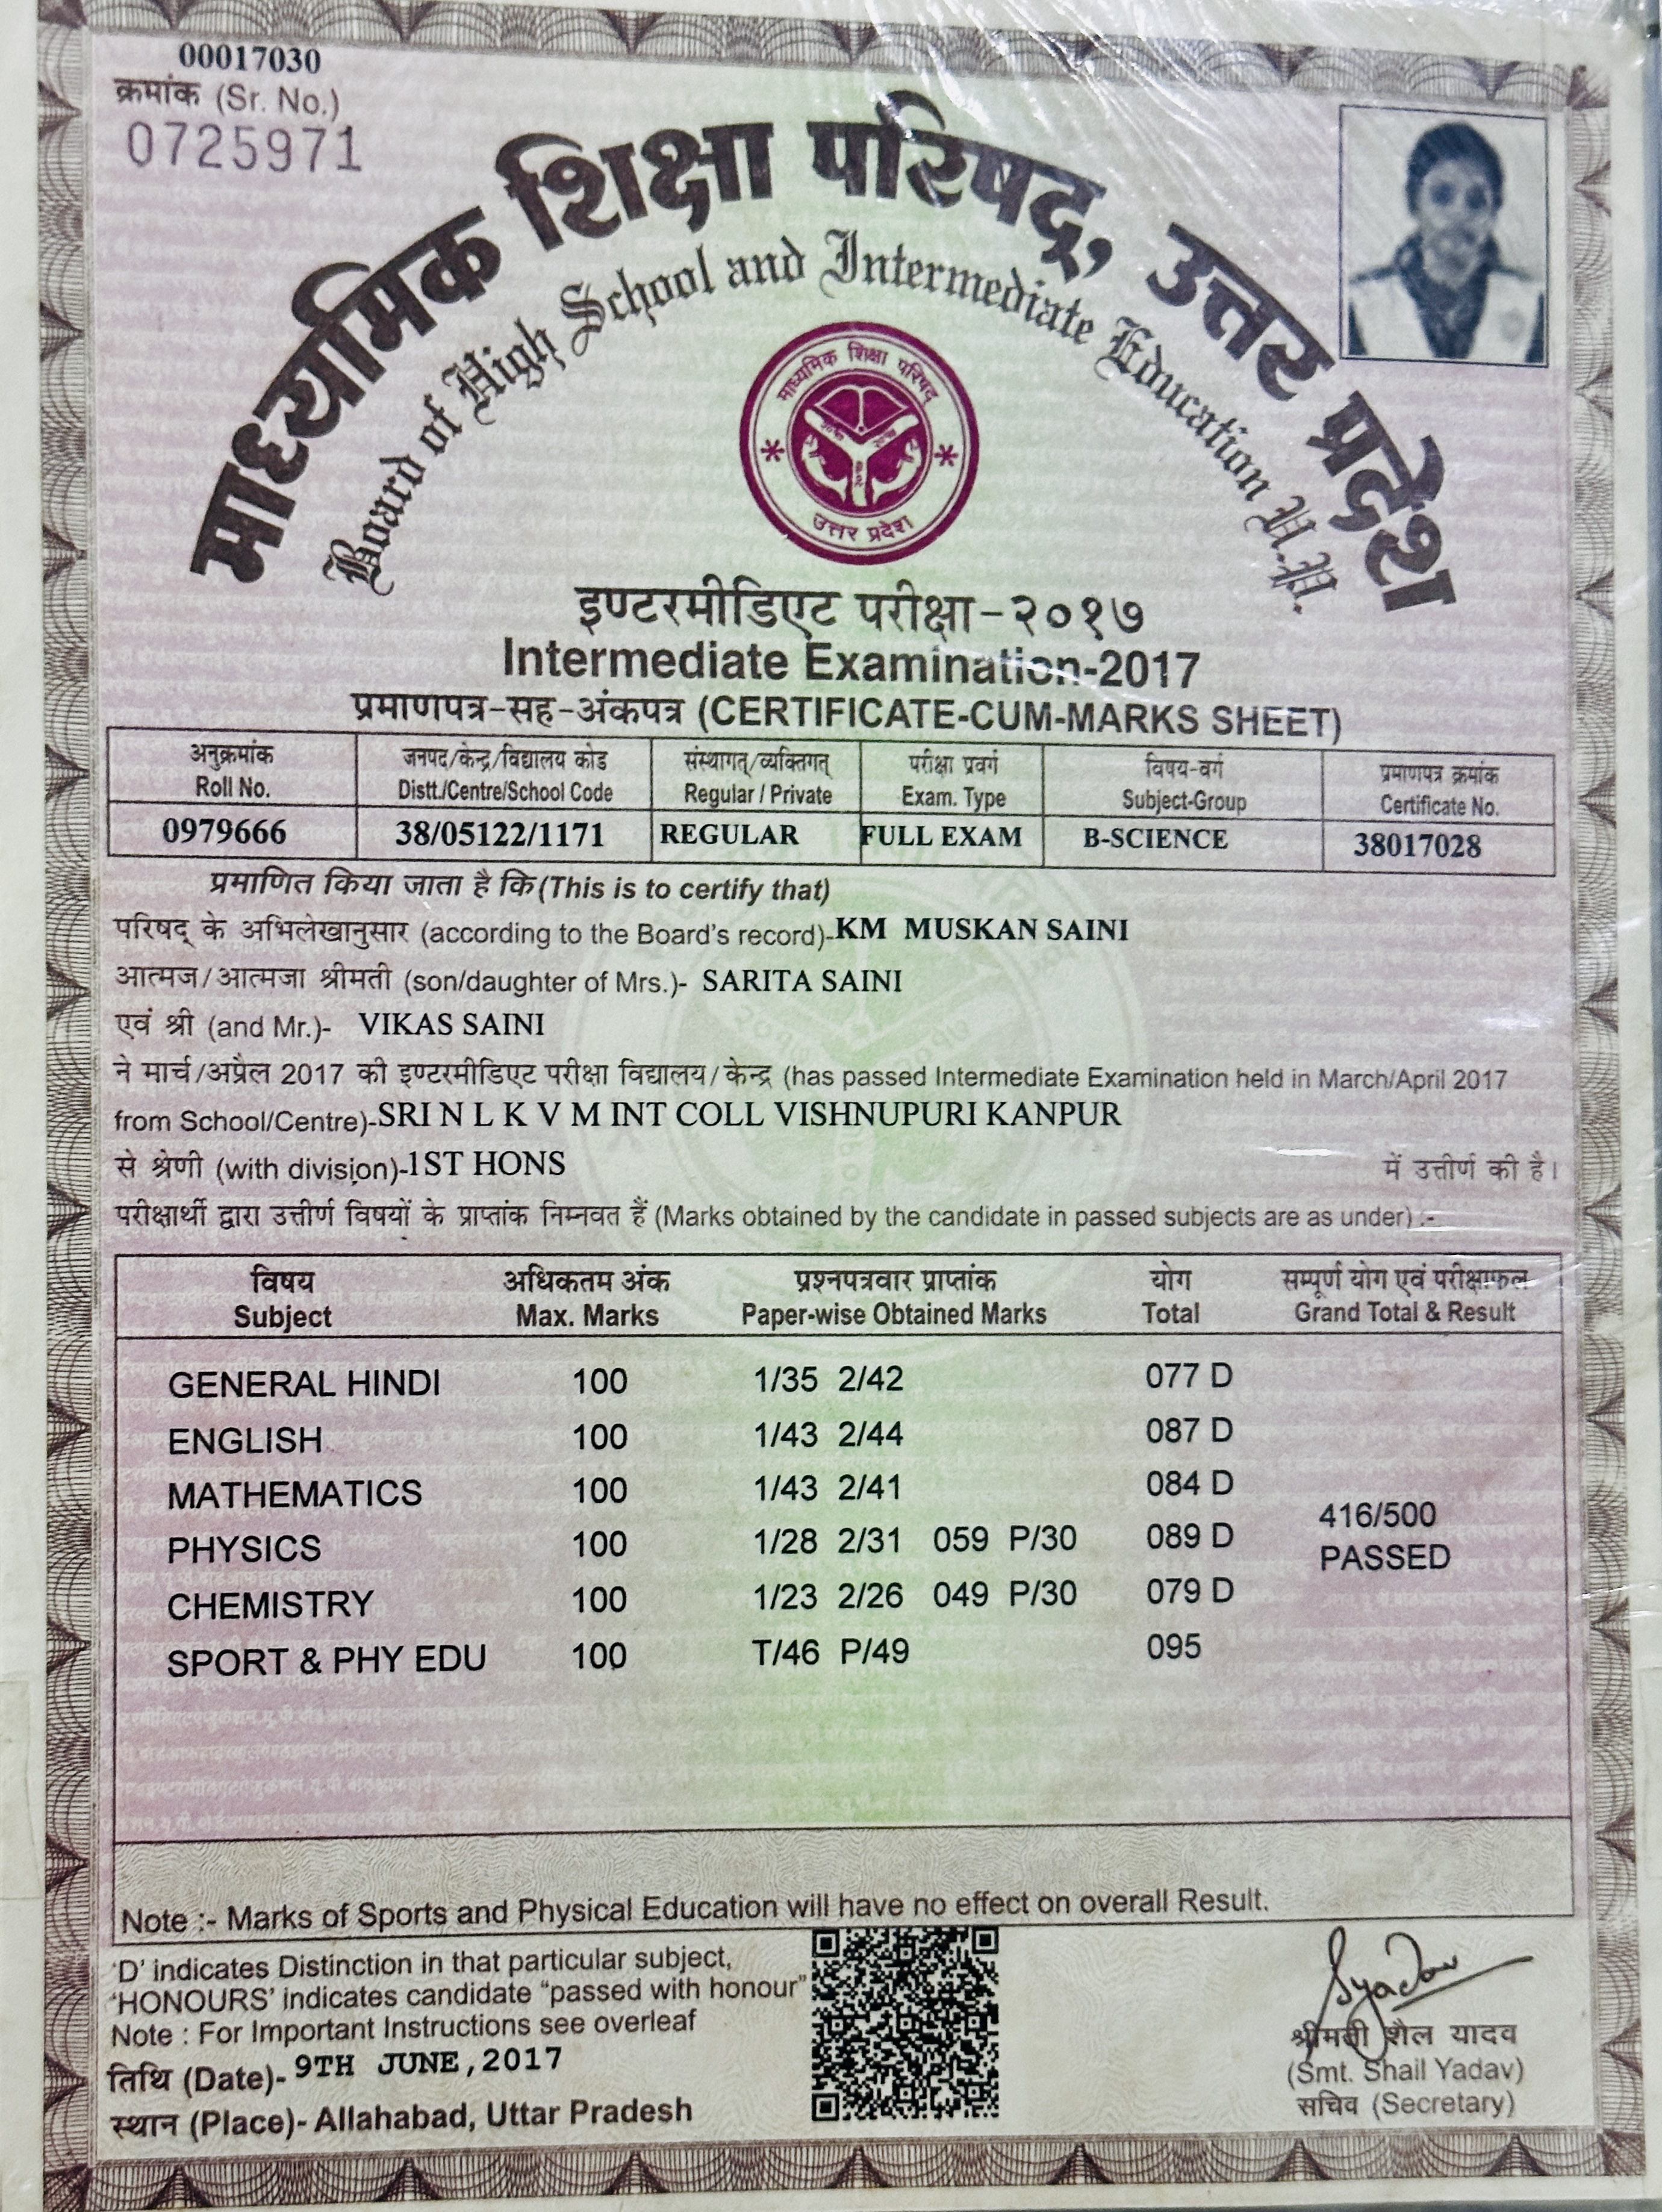 00017030
क्रमांक (Sr. No.)
0725971
माध्यमिक शिक्षा परिषद्, उत्तर प्रदेश
Board of High School and Intermediate Education U.P.
माध्यमिक शिक्षा परिषद
उत्तर प्रदेश
इण्टरमीडिएट परीक्षा-२०१७
Intermediate Examination-2017
प्रमाणपत्र-सह-अंकपत्र (CERTIFICATE-CUM-MARKS SHEET)
अनुक्रमांक जनपद/केन्द्र/विद्यालय कोड संस्थागत्/व्यक्तिगत् परीक्षा प्रवर्ग विषय-वर्ग प्रमाणपत्र क्रमांक
Roll No. Distt./Centre/School Code Regular / Private Exam. Type Subject-Group Certificate No.
0979666 38/05122/1171 REGULAR FULL EXAM B-SCIENCE 38017028
प्रमाणित किया जाता है कि (This is to certify that)
परिषद् के अभिलेखानुसार (according to the Board's record)-KM MUSKAN SAINI
आत्मज/आत्मजा श्रीमती (son/daughter of Mrs.)- SARITA SAINI
एवं श्री (and Mr.)- VIKAS SAINI
ने मार्च/अप्रैल 2017 की इण्टरमीडिएट परीक्षा विद्यालय/केन्द्र (has passed Intermediate Examination held in March/April 2017
from School/Centre)-SRI N L K V M INT COLL VISHNUPURI KANPUR
से श्रेणी (with division)-1ST HONS में उत्तीर्ण की है।
परीक्षार्थी द्वारा उत्तीर्ण विषयों के प्राप्तांक निम्नवत हैं (Marks obtained by the candidate in passed subjects are as under) :-
विषय अधिकतम अंक प्रश्नपत्रवार प्राप्तांक योग सम्पूर्ण योग एवं परीक्षाफल
Subject Max. Marks Paper-wise Obtained Marks Total Grand Total & Result
GENERAL HINDI 100 1/35 2/42 077 D
ENGLISH 100 1/43 2/44 087 D
MATHEMATICS 100 1/43 2/41 084 D
416/500
PHYSICS 100 1/28 2/31 059 P/30 089 D
PASSED
CHEMISTRY 100 1/23 2/26 049 P/30 079 D
SPORT & PHY EDU 100 T/46 P/49 095
Note :- Marks of Sports and Physical Education will have no effect on overall Result.
'D' indicates Distinction in that particular subject,
'HONOURS' indicates candidate "passed with honour"
Note : For Important Instructions see overleaf
तिथि (Date)- 9TH JUNE,2017
स्थान (Place)- Allahabad, Uttar Pradesh
Syadav
श्रीमती शैल यादव
(Smt. Shail Yadav)
सचिव (Secretary)